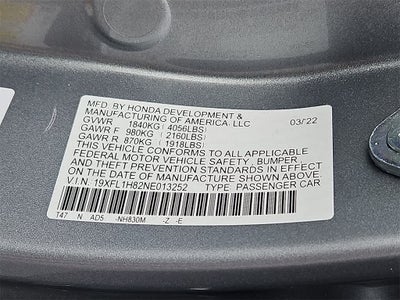 MFD. BY HONDA DEVELOPMENT &
MANUFACTURING OF AMERICA, LLC
GVWR 1840KG (4056LBS) 03/22
GAWR F 980KG (2160LBS)
GAWR R 870KG (1918LBS)
THIS VEHICLE CONFORMS TO ALL APPLICABLE
FEDERAL MOTOR VEHICLE SAFETY, BUMPER
AND THEFT PREVENTION STANDARDS IN EFFECT
ON THE DATE OF MANUFACTURE SHOWN ABOVE.
V.I.N. 19XFL1H82NE013252 TYPE: PASSENGER CAR
T47 N AD5 -NH830M -Z -E